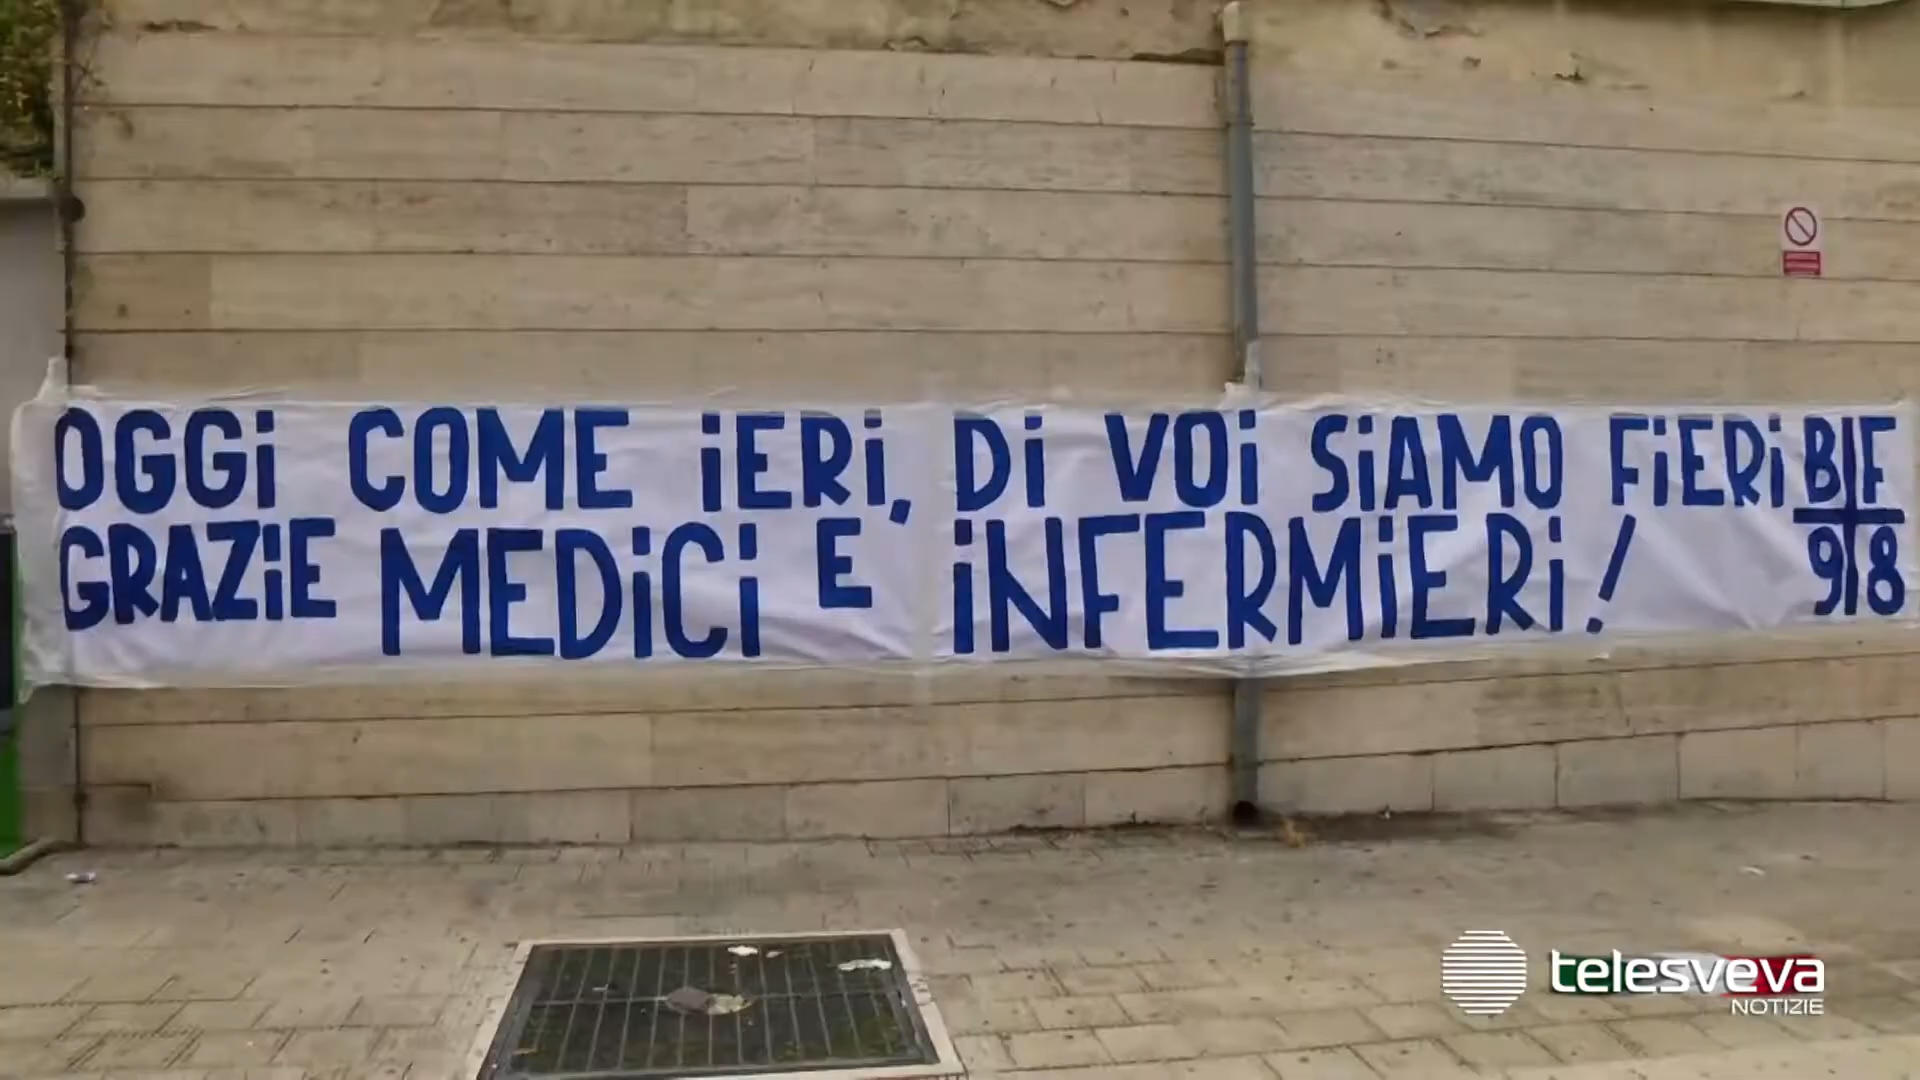 OGGi COME iERi, Di VOi SiAMO FiERi
GRAZiE MEDiCi E iNFERMiERi!
BF
98
telesveva
NOTIZIE